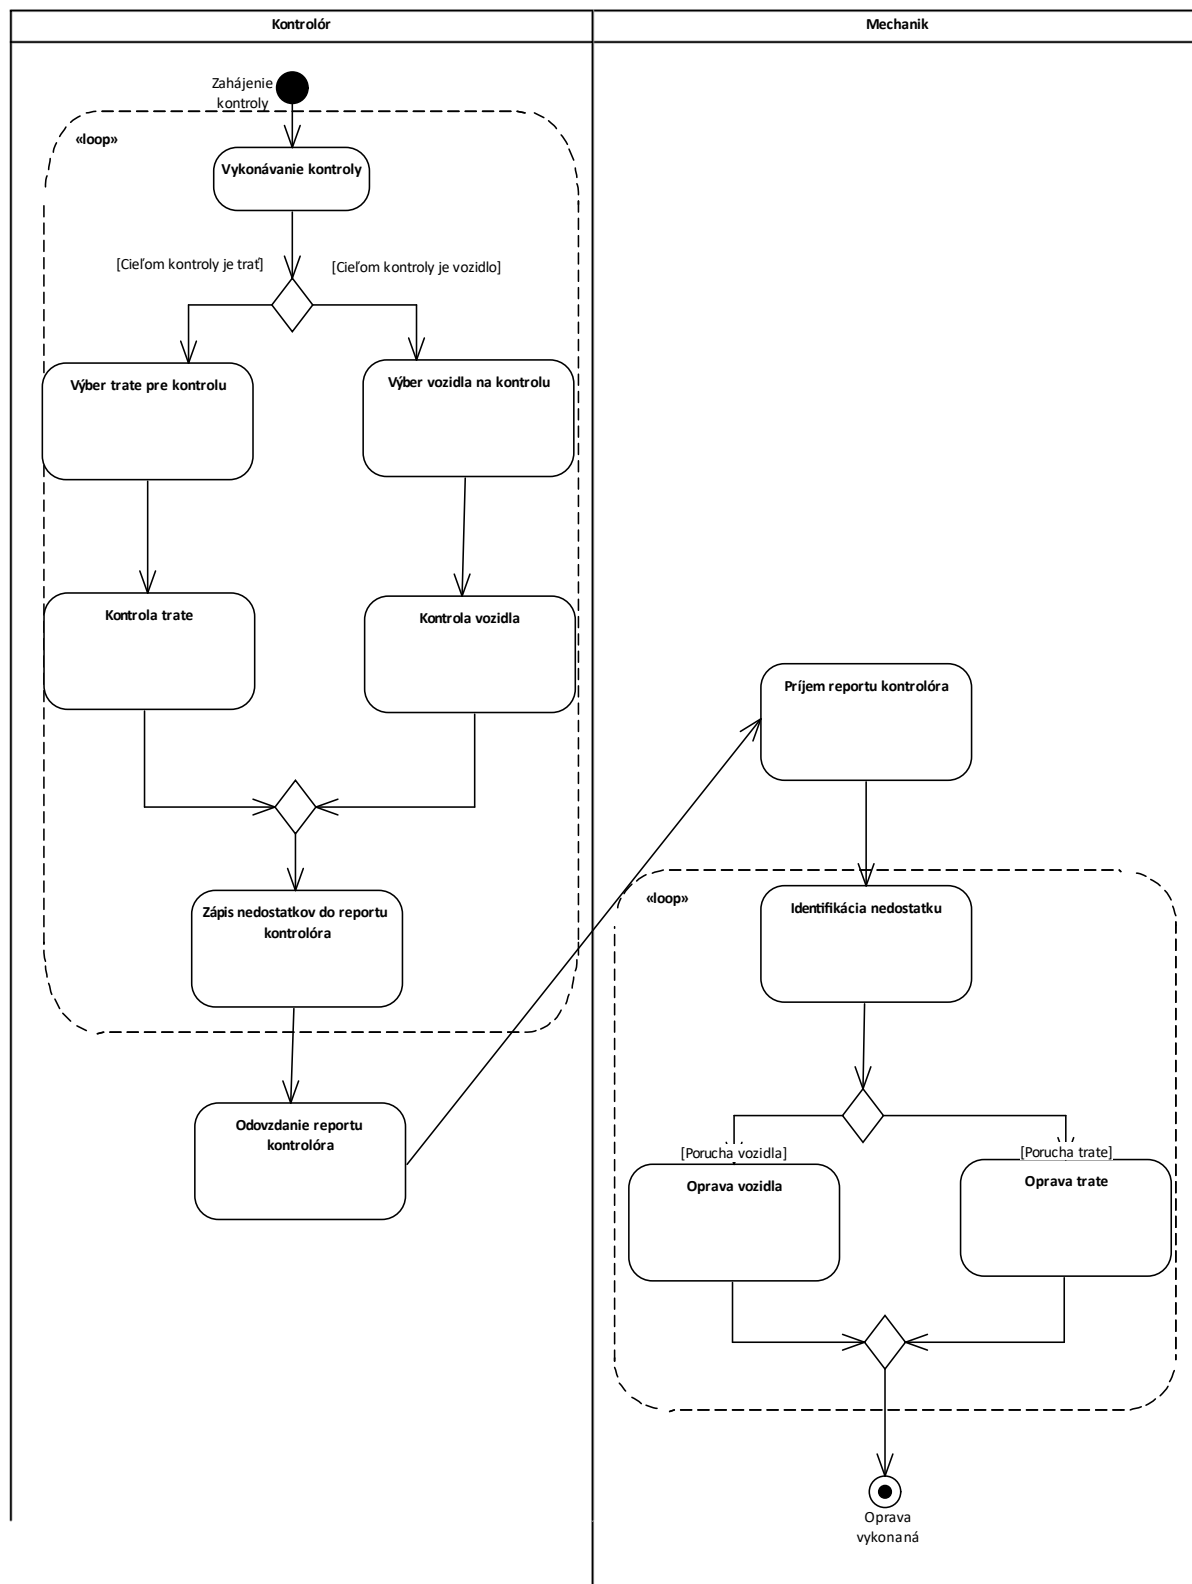 Kontrolór
Mechanik
Zahájenie
kontroly
«loop»
Vykonávanie kontroly
[Cieľom kontroly je trať]
[Cieľom kontroly je vozidlo]
Výber trate pre kontrolu
Výber vozidla na kontrolu
Kontrola trate
Kontrola vozidla
Príjem reportu kontrolóra
Zápis nedostatkov do reportu
kontrolóra
«loop»
Identifikácia nedostatku
Odovzdanie reportu
kontrolóra
[Porucha vozidla]
[Porucha trate]
Oprava vozidla
Oprava trate
Oprava
vykonaná